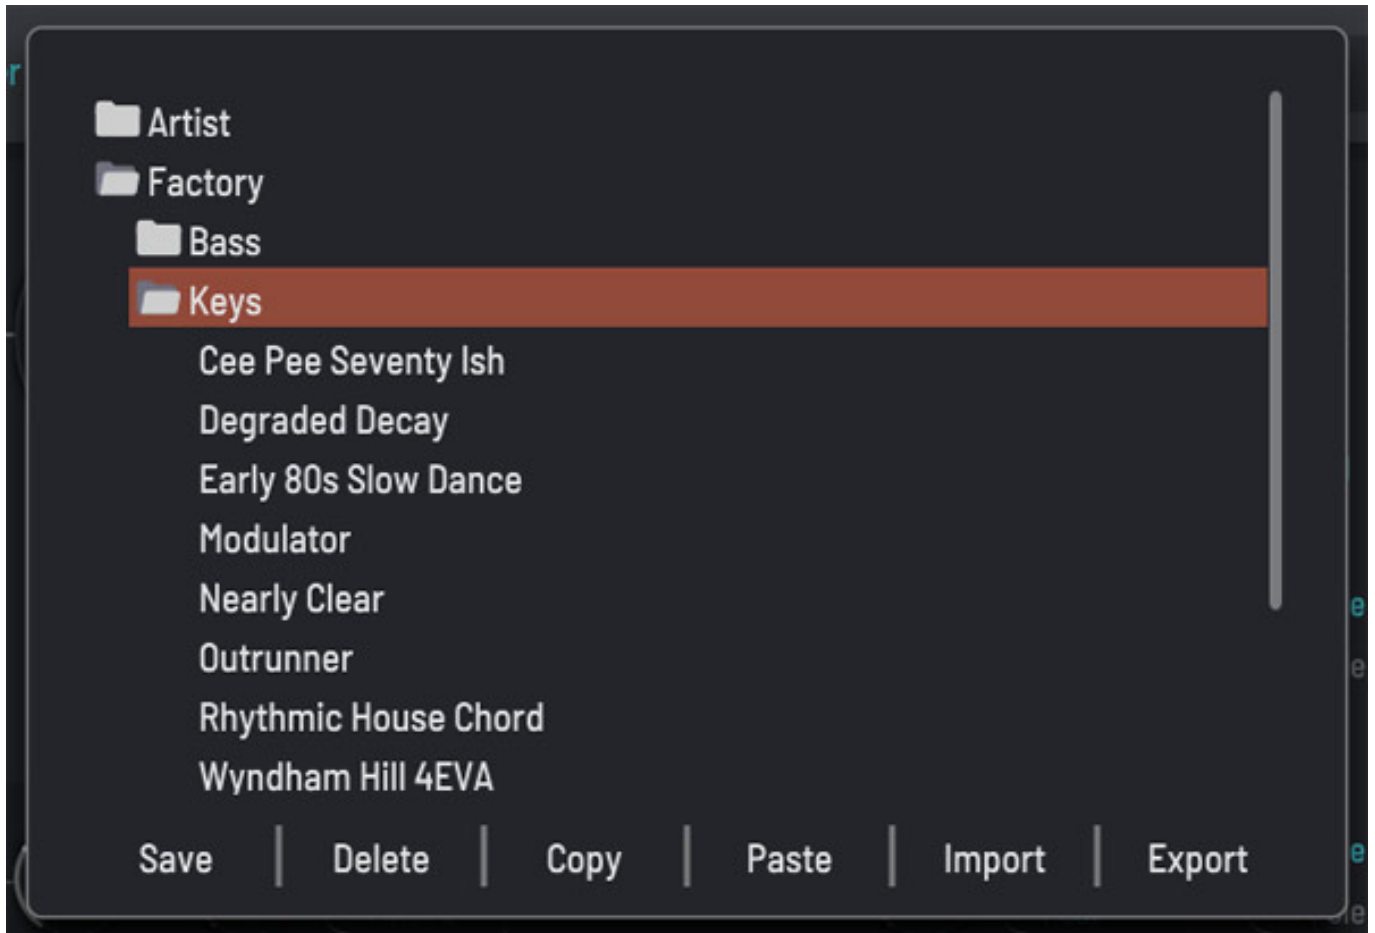 Artist
Factory
Bass
Keys
Cee Pee Seventy Ish
Degraded Decay
Early 80s Slow Dance
Modulator
Nearly Clear
Outrunner
Rhythmic House Chord
Wyndham Hill 4EVA
Save Delete Copy Paste Import Export